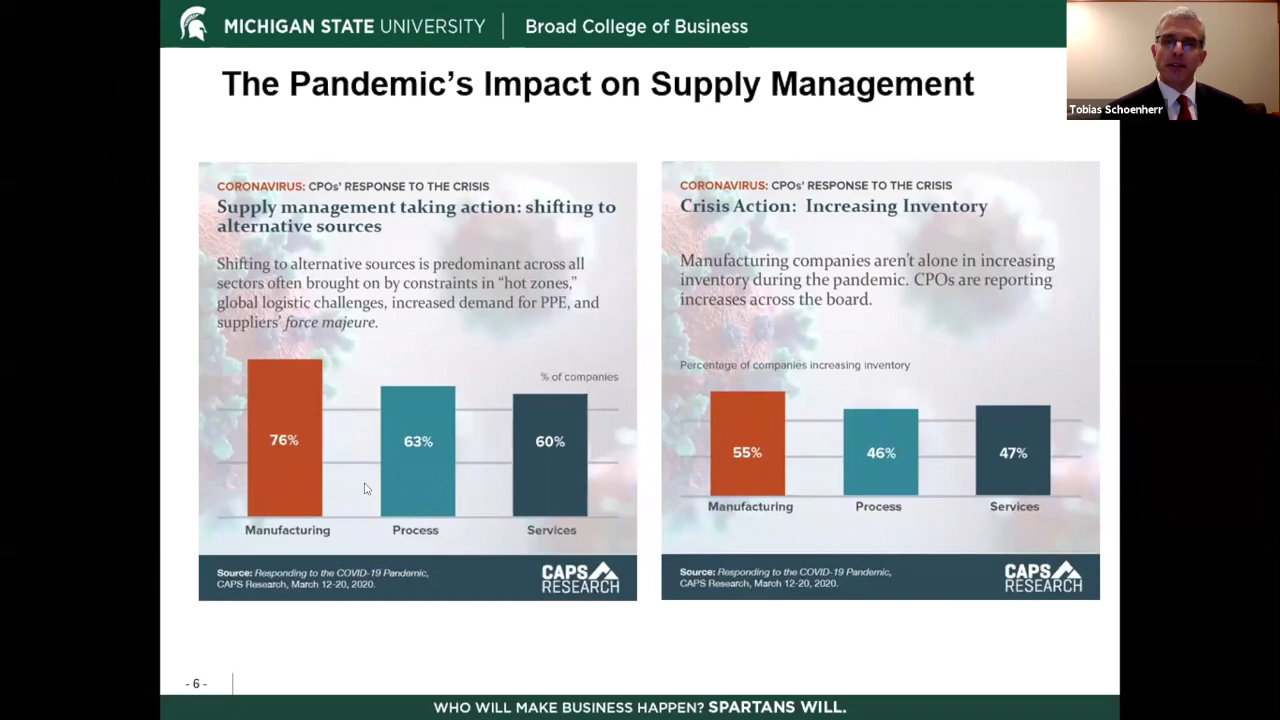 MICHIGAN STATE UNIVERSITY
Broad College of Business
Tobias Schoenherr
The Pandemic's Impact on Supply Management
CORONAVIRUS: CPOs' RESPONSE TO THE CRISIS
Supply management taking action: shifting to
alternative sources
Shifting to alternative sources is predominant across all
sectors often brought on by constraints in "hot zones,"
global logistic challenges, increased demand for PPE, and
suppliers' force majeure.
% of companies
76%
63%
60%
Manufacturing
Process
Services
Source: Responding to the COVID-19 Pandemic,
CAPS Research, March 12-20, 2020.
CAPS
RESEARCH
CORONAVIRUS: CPOs' RESPONSE TO THE CRISIS
Crisis Action: Increasing Inventory
Manufacturing companies aren't alone in increasing
inventory during the pandemic. CPOs are reporting
increases across the board.
Percentage of companies increasing inventory
55%
46%
47%
Manufacturing
Process
Services
Source: Responding to the COVID-19 Pandemic,
CAPS Research, March 12-20, 2020.
CAPS
RESEARCH
- 6 -
WHO WILL MAKE BUSINESS HAPPEN? SPARTANS WILL.